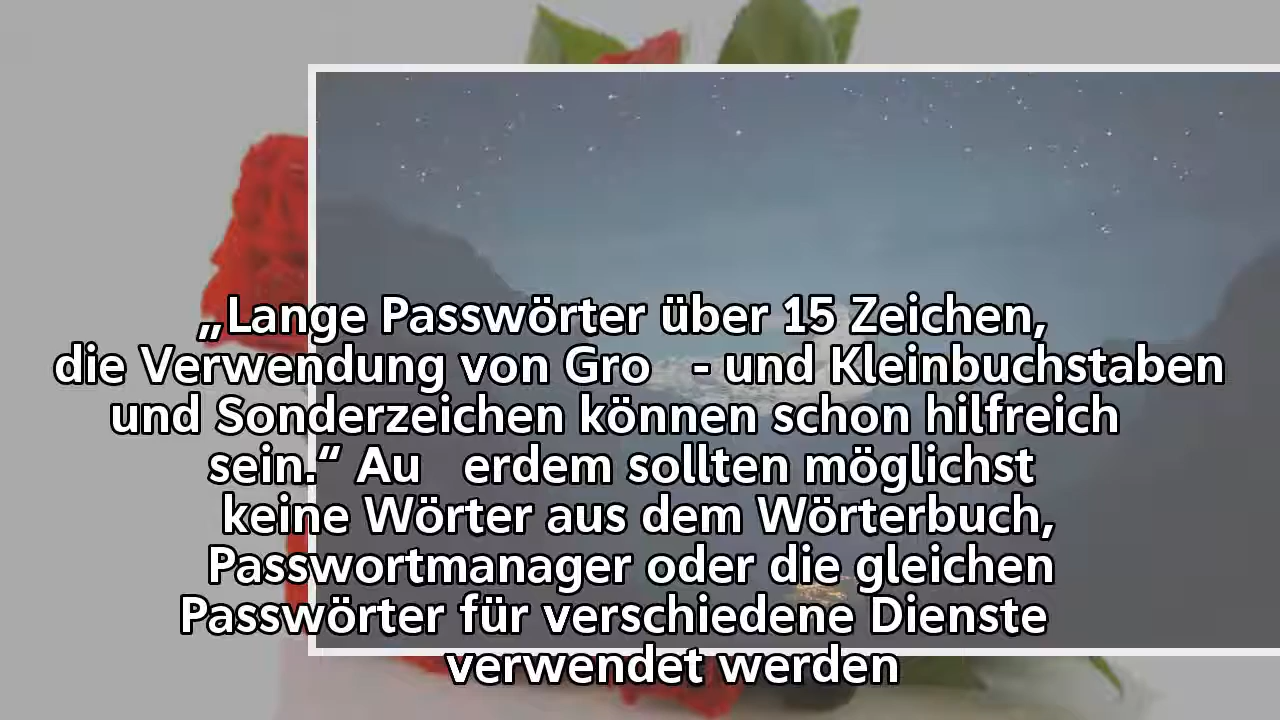 „Lange Passwörter über 15 Zeichen,
die Verwendung von Gro - und Kleinbuchstaben
und Sonderzeichen können schon hilfreich
sein.“ Au erdem sollten möglichst
keine Wörter aus dem Wörterbuch,
Passwortmanager oder die gleichen
Passwörter für verschiedene Dienste
verwendet werden